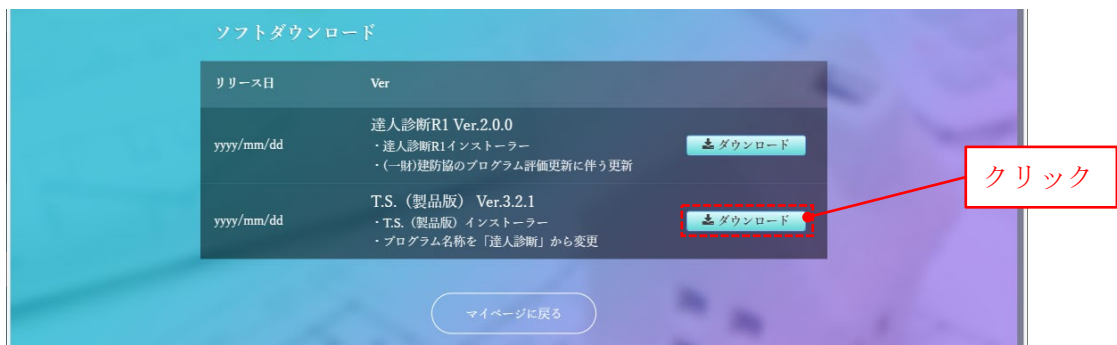 ソフトダウンロード
リリース日 Ver
達人診断R1 Ver.2.0.0
yyyy/mm/dd ・達人診断R1インストーラー ダウンロード
・(一財)建防協のプログラム評価更新に伴う更新
クリック
T.S.（製品版） Ver.3.2.1
yyyy/mm/dd ・T.S.（製品版）インストーラー ダウンロード
・プログラム名称を「達人診断」から変更
マイページに戻る